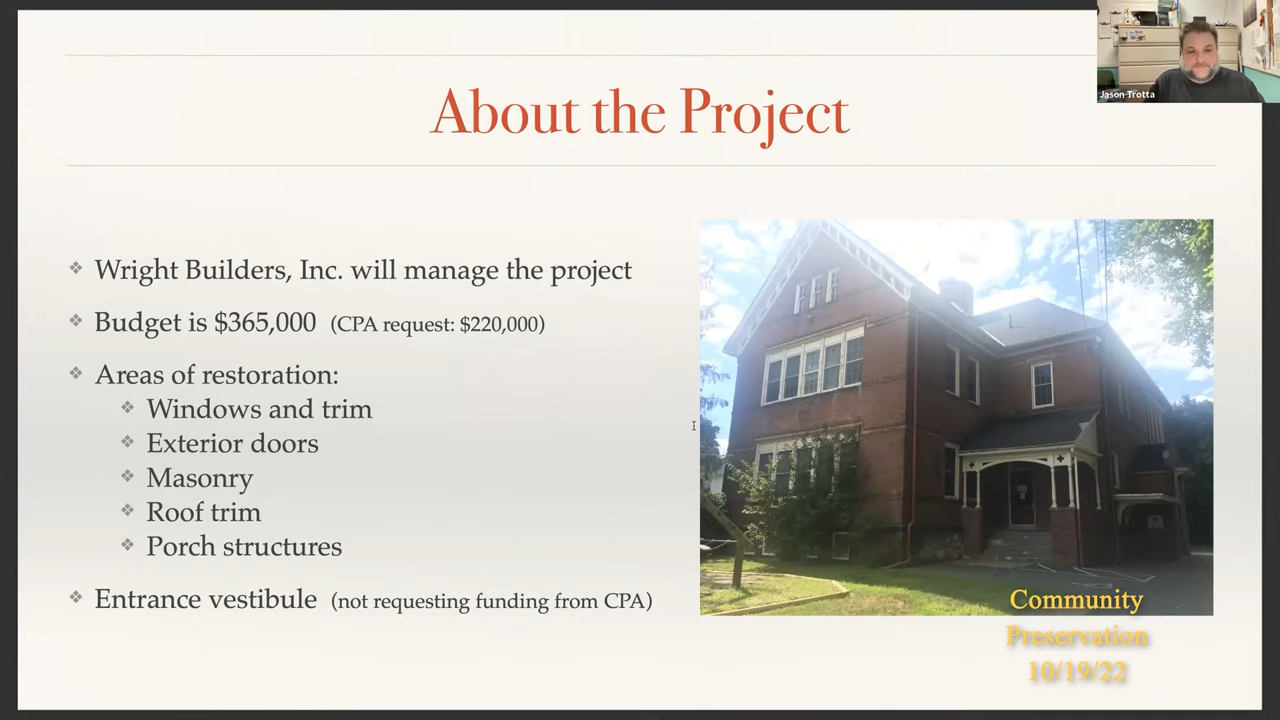 Jason Trotta
About the Project
Wright Builders, Inc. will manage the project
Budget is $365,000 (CPA request: $220,000)
Areas of restoration:
Windows and trim
Exterior doors
Masonry
Roof trim
Porch structures
Entrance vestibule (not requesting funding from CPA)
Community
Preservation
10/19/22